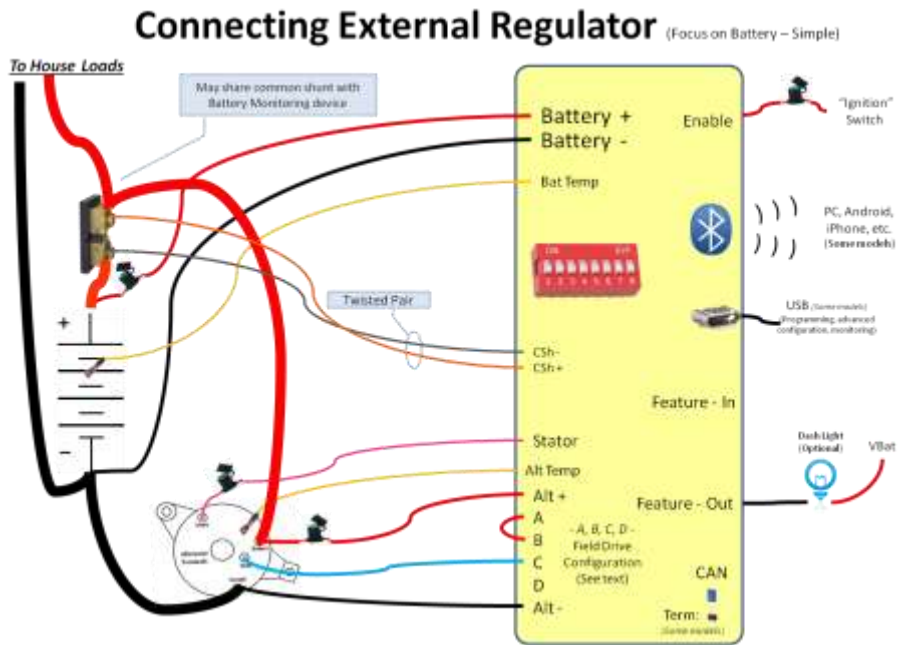 Connecting External Regulator (Focus on Battery – Simple)
To House Loads
May share common shunt with
Battery Monitoring device
Battery +
Battery -
Bat Temp
Enable
"Ignition"
Switch
PC, Android,
iPhone, etc.
(Some models)
Twisted Pair
USB (Some models)
(Programming, advanced
configuration, monitoring)
+
CSh -
CSh +
Feature - In
−
Stator
Alt Temp
Alt +
A
B
C
D
Alt -
- A, B, C, D -
Field Drive
Configuration
(See text)
Dash Light
(Optional)
VBat
Feature - Out
CAN
Term:
(Some models)